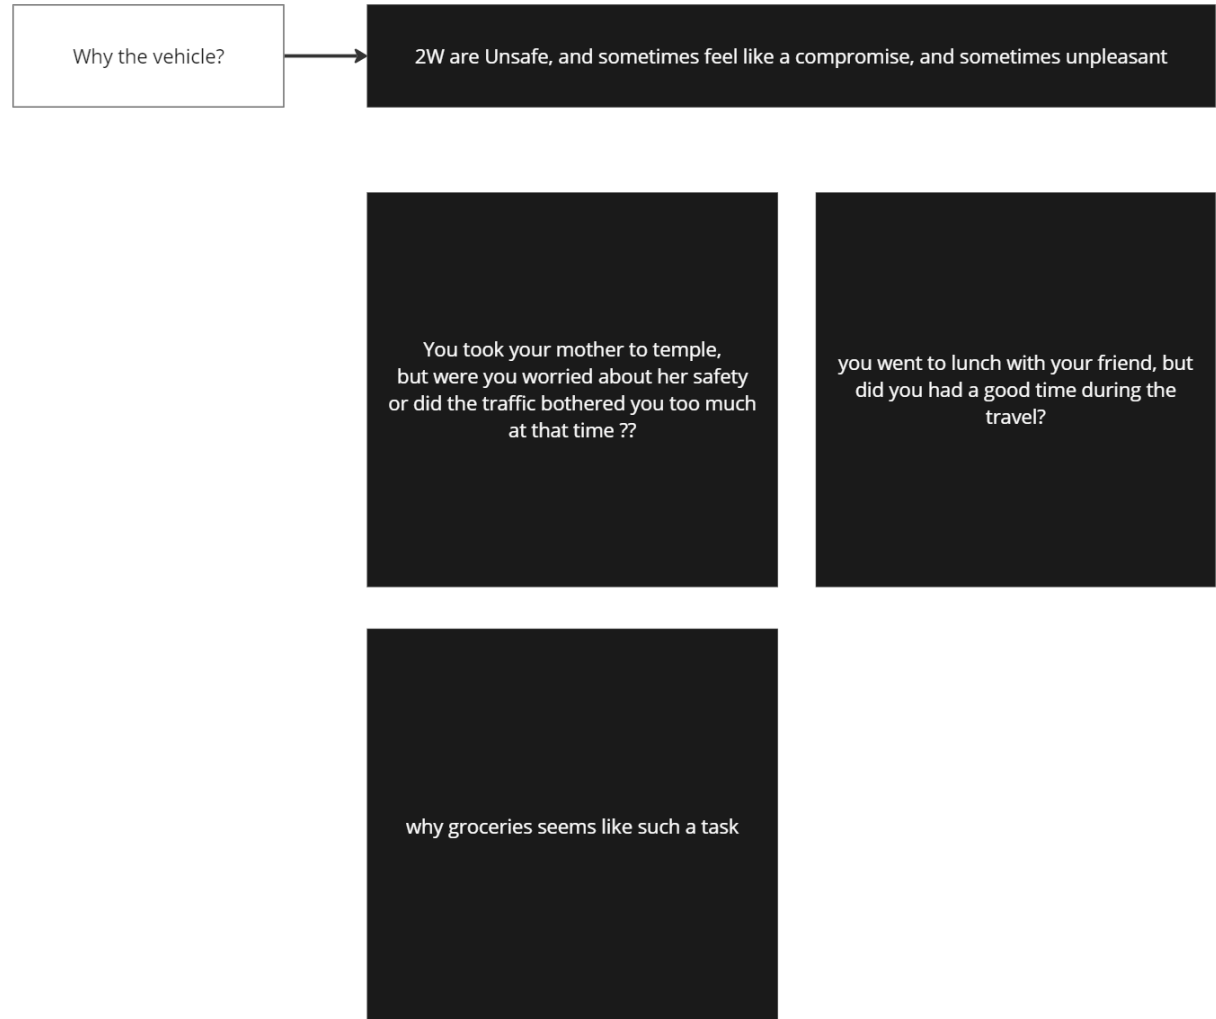 Why the vehicle?
2W are Unsafe, and sometimes feel like a compromise, and sometimes unpleasant
You took your mother to temple,
but were you worried about her safety
or did the traffic bothered you too much
at that time ??
you went to lunch with your friend, but
did you had a good time during the
travel?
why groceries seems like such a task